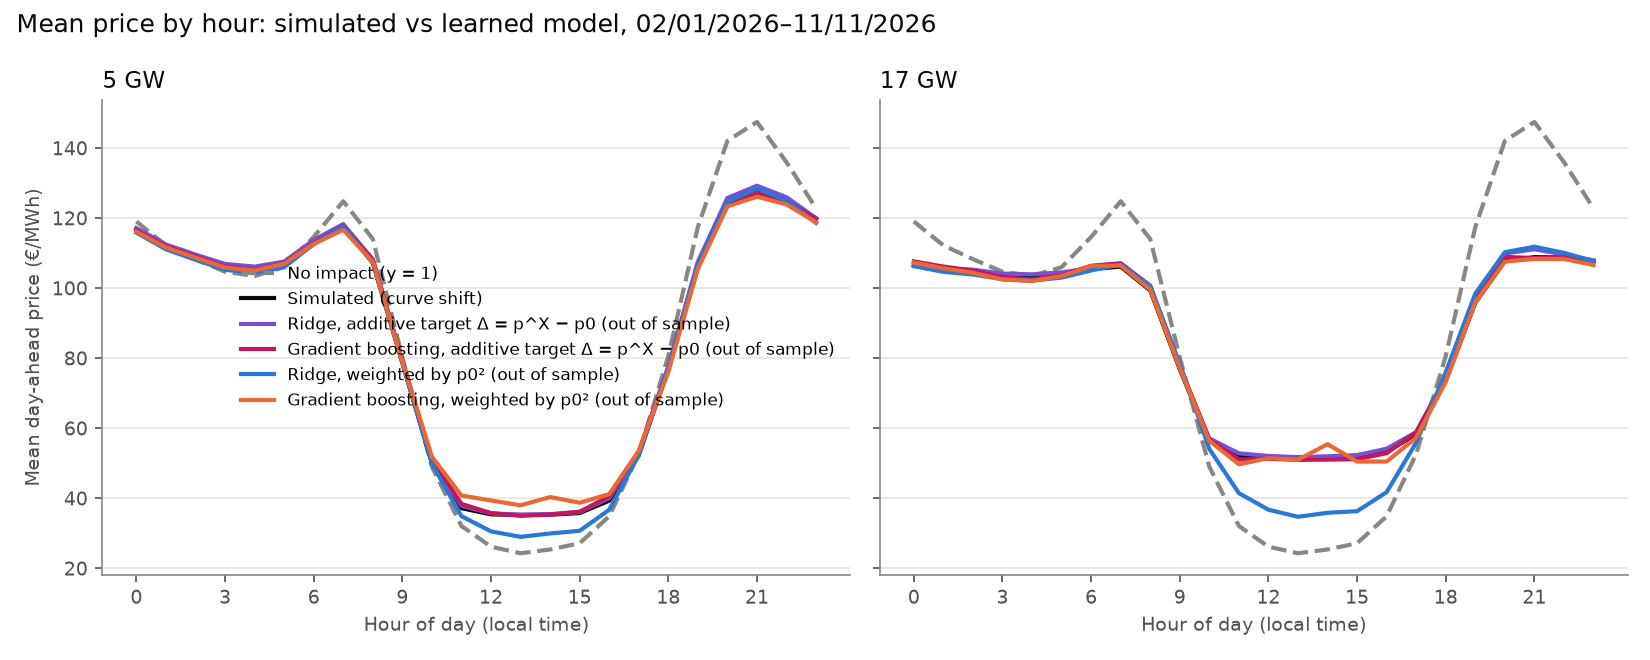 Mean price by hour: simulated vs learned model, 02/01/2026–11/11/2026
5 GW
17 GW
Mean day-ahead price (€/MWh)
140
120
100
80
60
40
20
No impact (y = 1)
Simulated (curve shift)
Ridge, additive target Δ = p^X − p0 (out of sample)
Gradient boosting, additive target Δ = p^X − p0 (out of sample)
Ridge, weighted by p0² (out of sample)
Gradient boosting, weighted by p0² (out of sample)
0 3 6 9 12 15 18 21
0 3 6 9 12 15 18 21
Hour of day (local time)
Hour of day (local time)